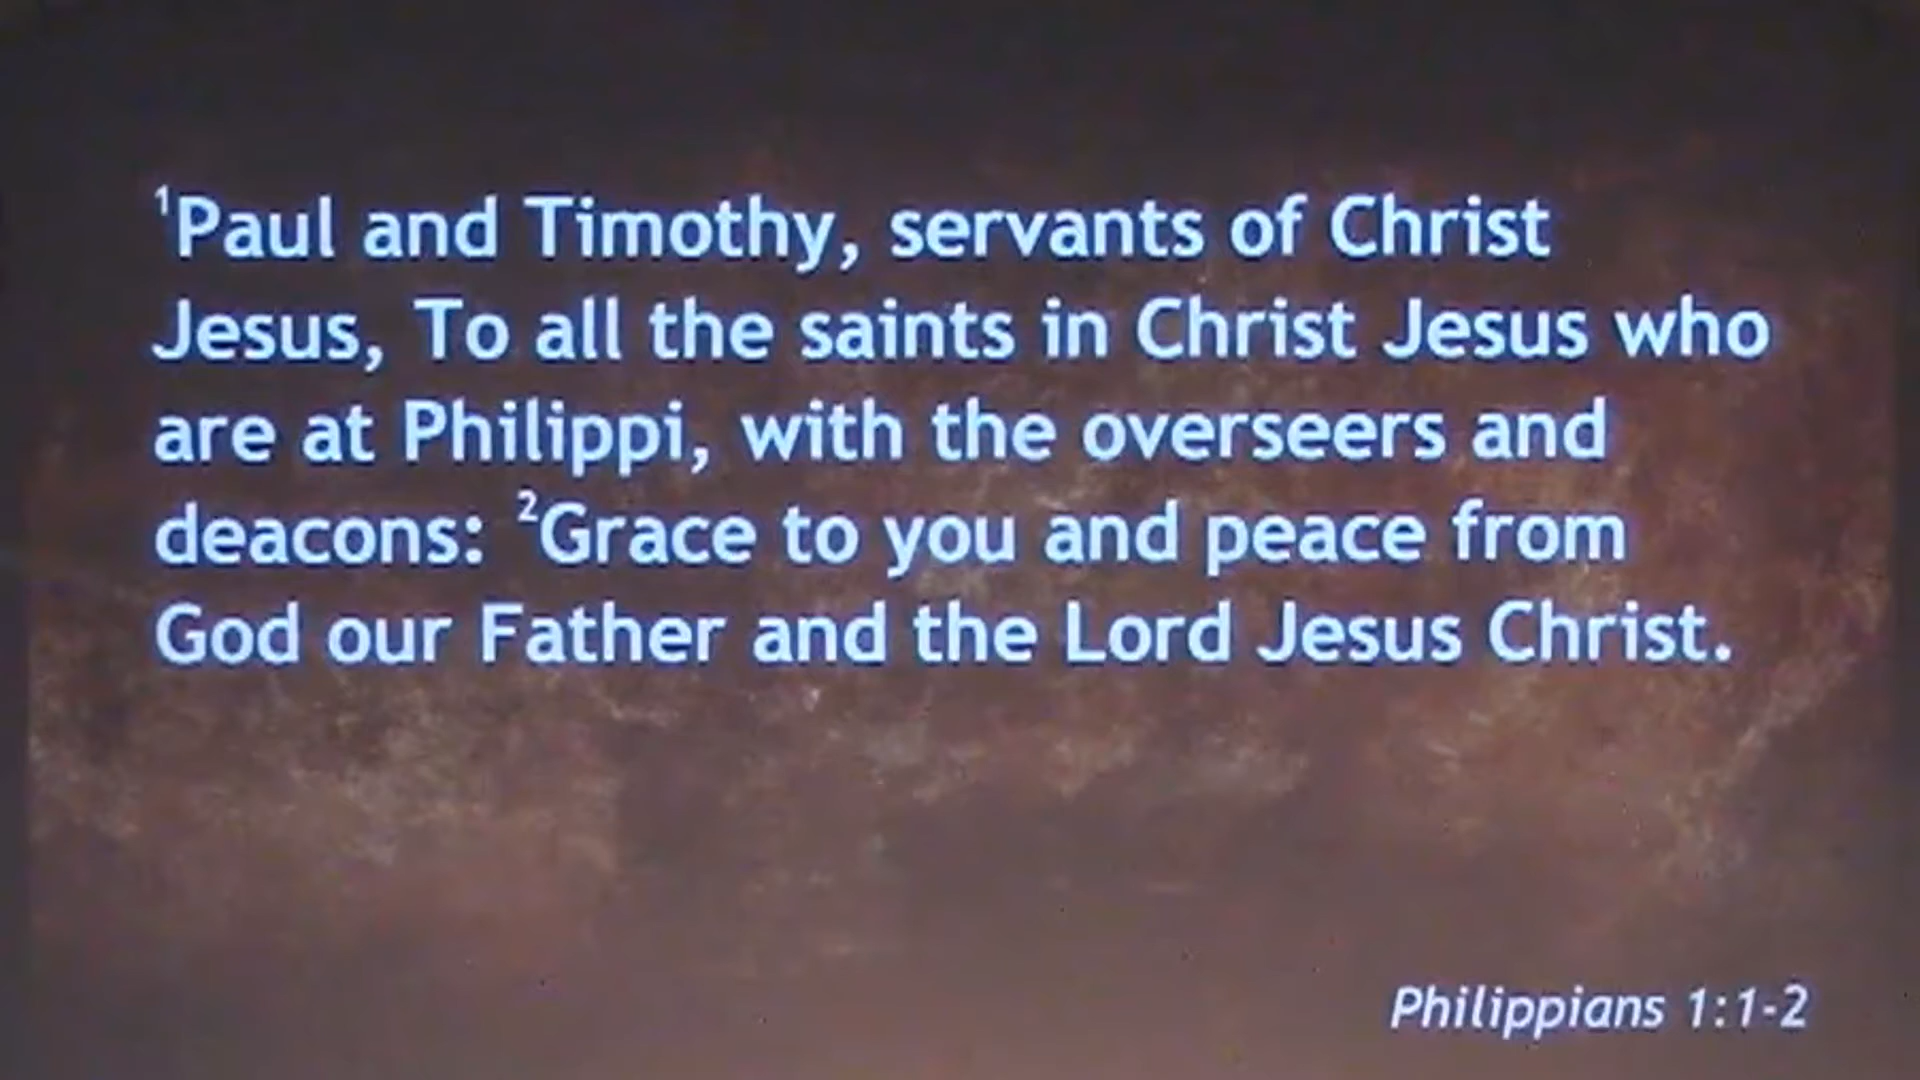 ¹Paul and Timothy, servants of Christ
Jesus, To all the saints in Christ Jesus who
are at Philippi, with the overseers and
deacons: ²Grace to you and peace from
God our Father and the Lord Jesus Christ.
Philippians 1:1-2